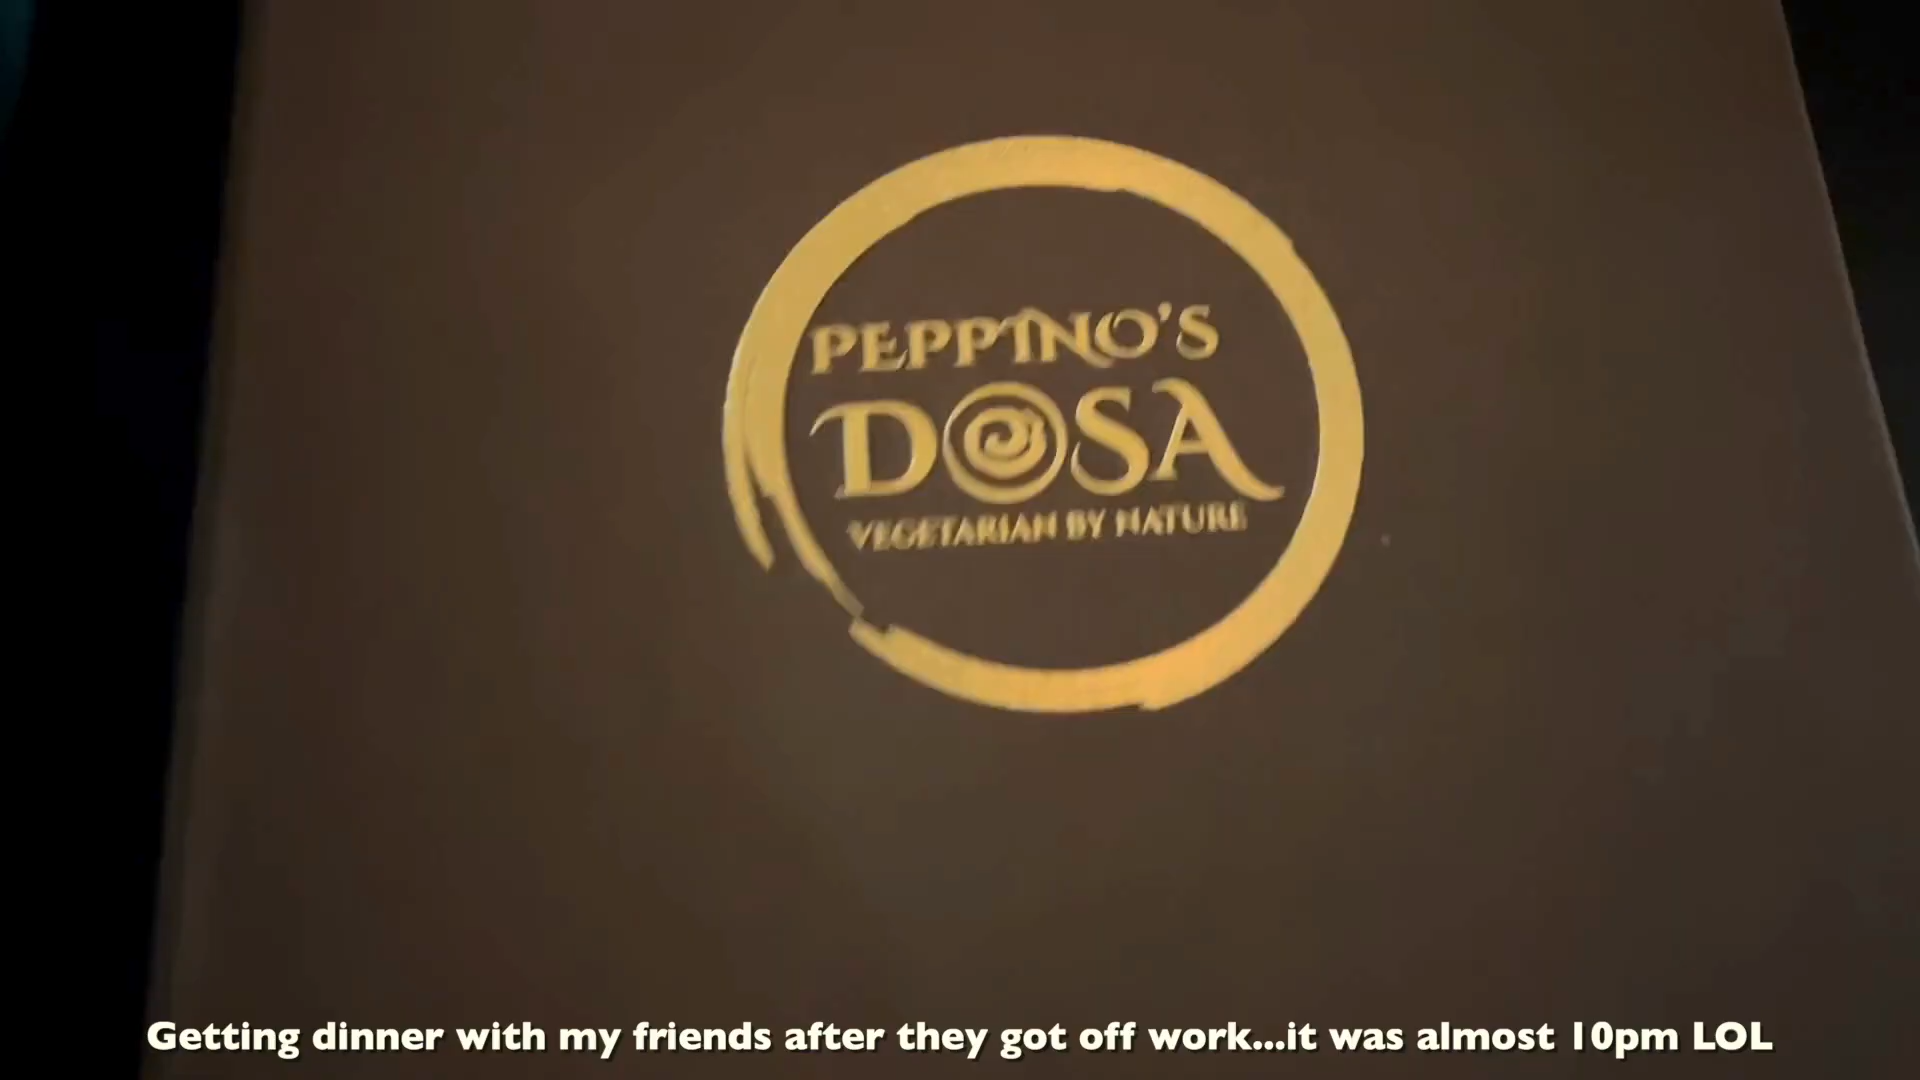 PEPPINO'S
DOSA
VEGETARIAN BY NATURE
Getting dinner with my friends after they got off work...it was almost 10pm LOL